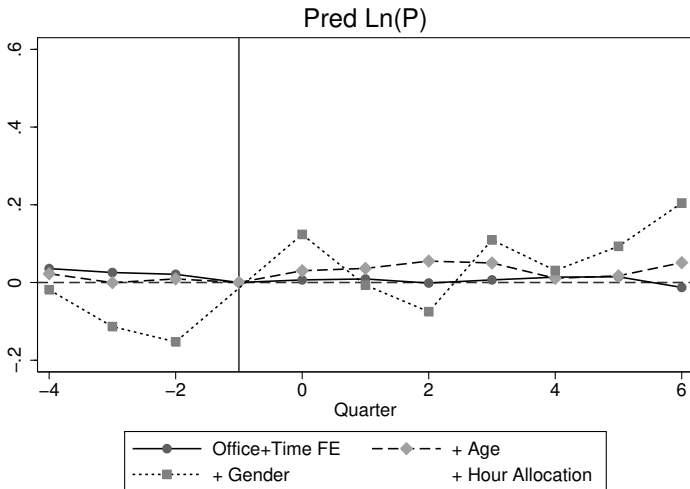 Pred Ln(P)
.6
.4
.2
0
-.2
−4 −2 0 2 4 6
Quarter
Office+Time FE + Age
+ Gender + Hour Allocation